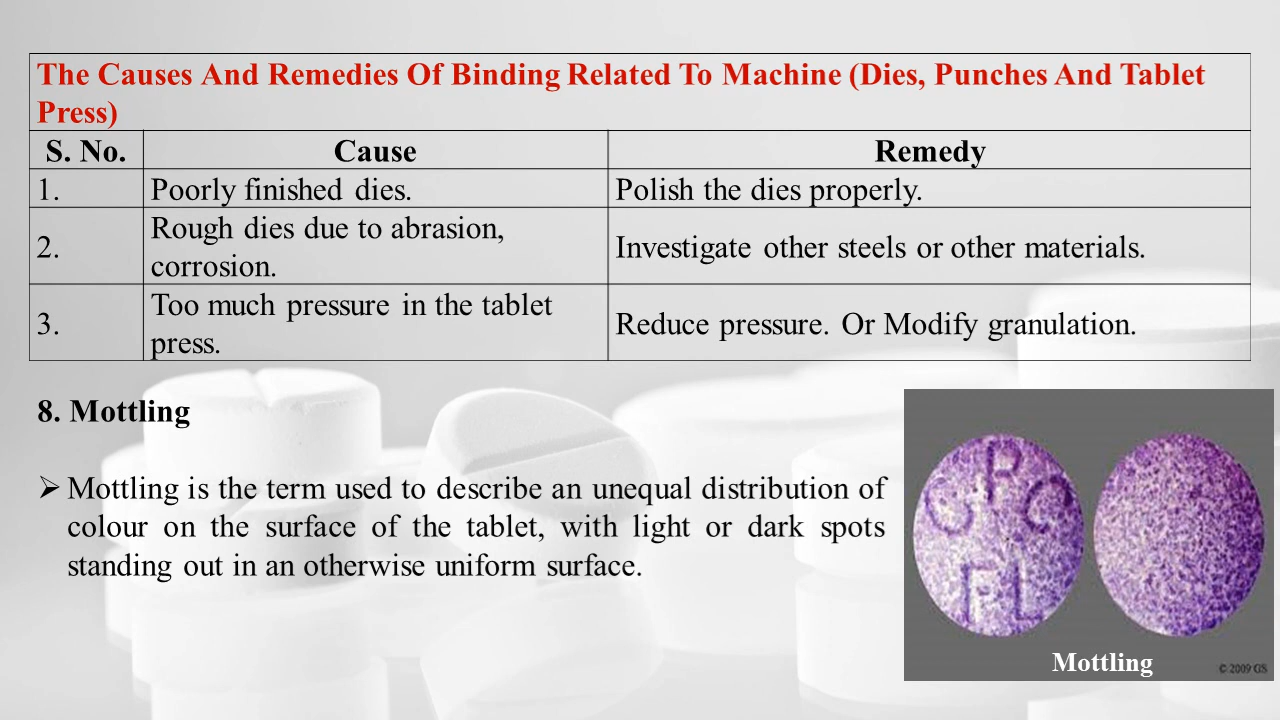 The Causes And Remedies Of Binding Related To Machine (Dies, Punches And Tablet
Press)
S. No. Cause Remedy
1. Poorly finished dies. Polish the dies properly.
2. Rough dies due to abrasion, corrosion. Investigate other steels or other materials.
3. Too much pressure in the tablet press. Reduce pressure. Or Modify granulation.
8. Mottling
➢ Mottling is the term used to describe an unequal distribution of
colour on the surface of the tablet, with light or dark spots
standing out in an otherwise uniform surface.
Mottling
© 2009 GS